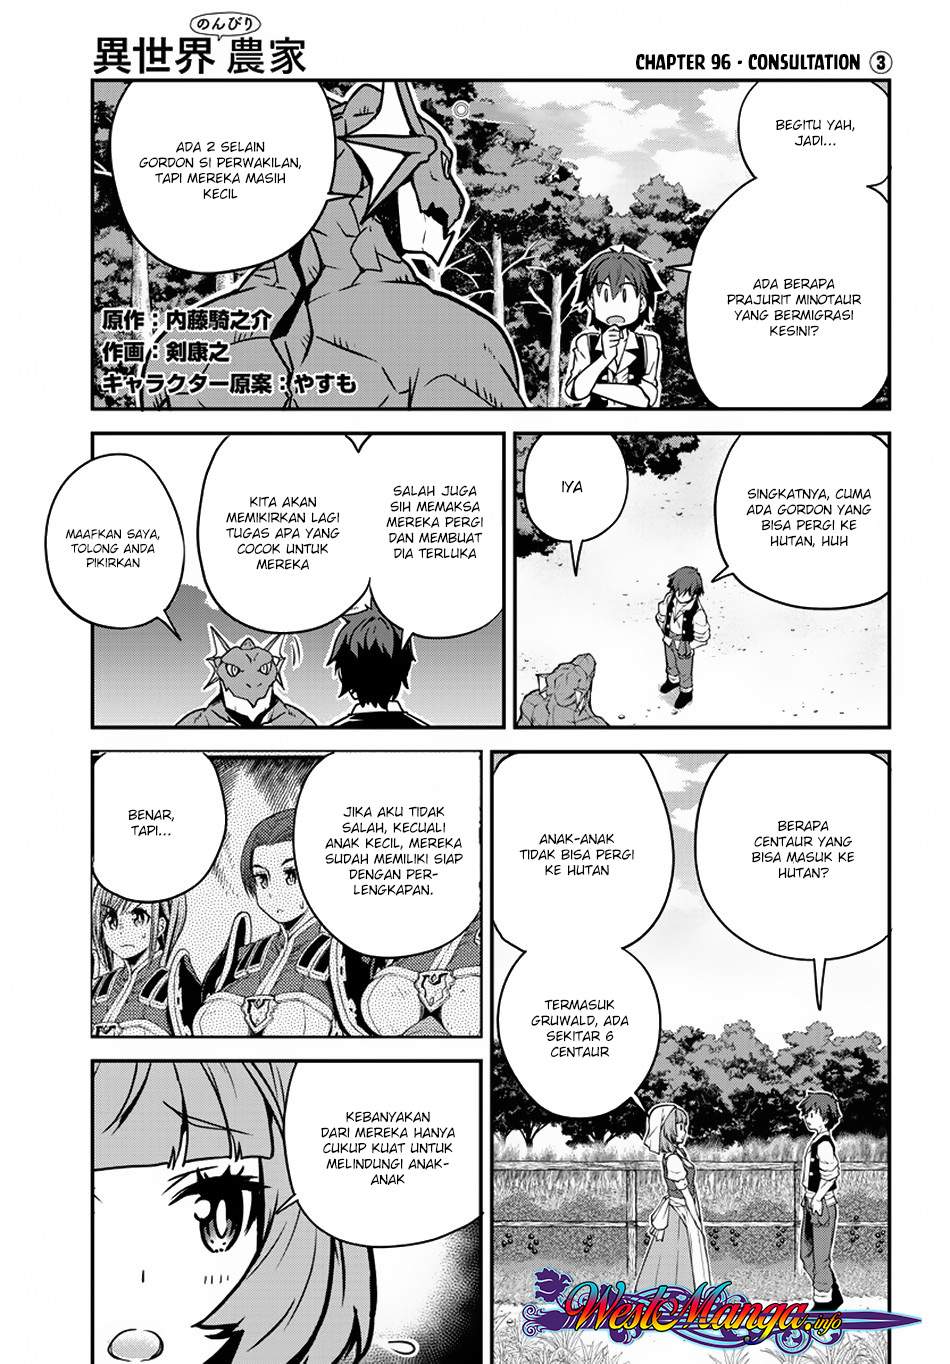 のんびり
異世界 農家
CHAPTER 96 - CONSULTATION ③
BEGITU YAH,
JADI...
ADA BERAPA
PRAJURIT MINOTAUR
YANG BERMIGRASI
KESINI?
ADA 2 SELAIN
GORDON SI PERWAKILAN,
TAPI MEREKA MASIH
KECIL
原作：内藤騎之介
作画：剣康之
キャラクター原案：やすも
SINGKATNYA, CUMA
ADA GORDON YANG
BISA PERGI KE
HUTAN, HUH
IYA
SALAH JUGA
SIH MEMAKSA
MEREKA PERGI
DAN MEMBUAT
DIA TERLUKA
KITA AKAN
MEMIKIRKAN LAGI
TUGAS APA YANG
COCOK UNTUK
MEREKA
MAAFKAN SAYA,
TOLONG ANDA
PIKIRKAN
BERAPA
CENTAUR YANG
BISA MASUK KE
HUTAN?
ANAK-ANAK
TIDAK BISA PERGI
KE HUTAN
TERMASUK
GRUWALD, ADA
SEKITAR 6
CENTAUR
JIKA AKU TIDAK
SALAH, KECUALI
ANAK KECIL, MEREKA
SUDAH MEMILIKI SIAP
DENGAN PER-
LENGKAPAN.
BENAR,
TAPI...
KEBANYAKAN
DARI MEREKA HANYA
CUKUP KUAT UNTUK
MELINDUNGI ANAK-
ANAK
WestManga.info